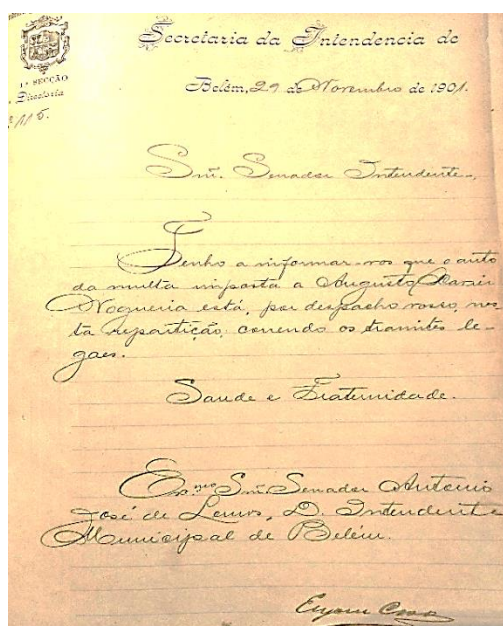 Secretaria da Intendencia de
1ª SECÇÃO
Directoria
Belém, 29 de Novembro de 1901.
Snr. Senador Intendente,
Tenho a informar-vos que o auto
da multa imposta a Augusto
Nogueria está, por despacho vosso, nes
ta repartição, correndo os tramites le-
gaes.
Saude e Fraternidade.
Exmo Snr. Senador Antonio
José de Lemos, D. Intendente
Municipal de Belém.